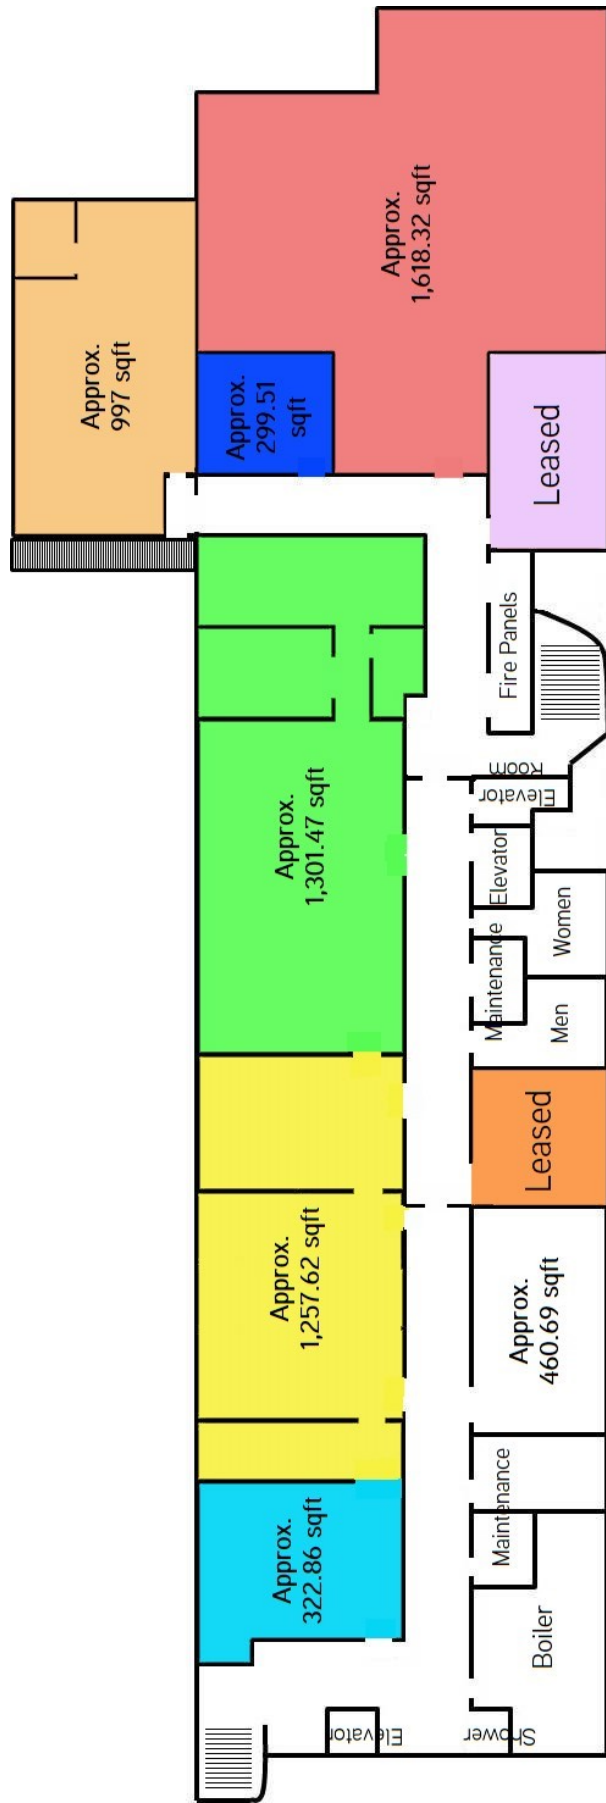 Approx.
1,618.32 sqft
Approx.
997 sqft
Approx.
299.51
sqft
Leased
Fire Panels
Elevator
Room
Approx.
1,301.47 sqft
Elevator
Women
Maintenance
Men
Leased
Approx.
1,257.62 sqft
Approx.
460.69 sqft
Maintenance
Approx.
322.86 sqft
Boiler
Elevator
Shower